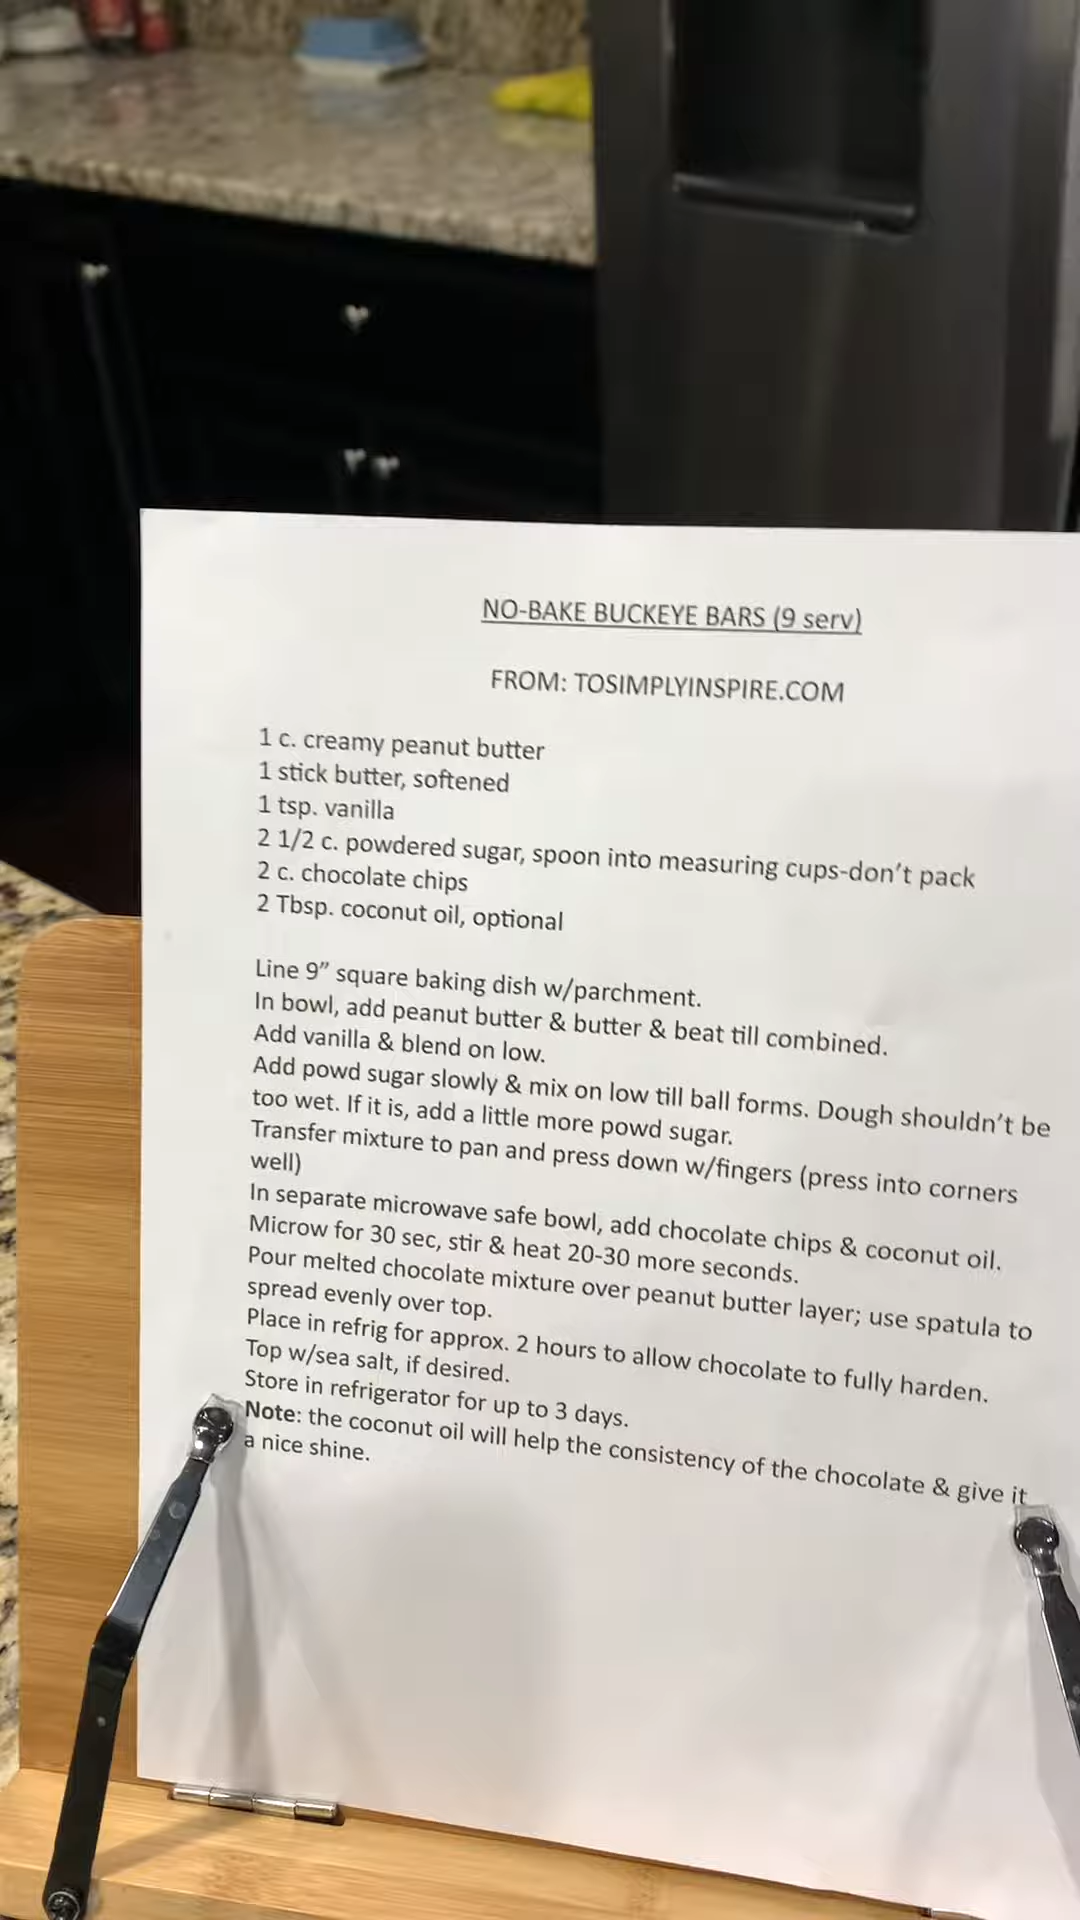 NO-BAKE BUCKEYE BARS (9 serv)
FROM: TOSIMPLYINSPIRE.COM
1 c. creamy peanut butter
1 stick butter, softened
1 tsp. vanilla
2 1/2 c. powdered sugar, spoon into measuring cups-don't pack
2 c. chocolate chips
2 Tbsp. coconut oil, optional
Line 9” square baking dish w/parchment.
In bowl, add peanut butter & butter & beat till combined.
Add vanilla & blend on low.
Add powd sugar slowly & mix on low till ball forms. Dough shouldn't be
too wet. If it is, add a little more powd sugar.
Transfer mixture to pan and press down w/fingers (press into corners
well)
In separate microwave safe bowl, add chocolate chips & coconut oil.
Microw for 30 sec, stir & heat 20-30 more seconds.
Pour melted chocolate mixture over peanut butter layer; use spatula to
spread evenly over top.
Place in refrig for approx. 2 hours to allow chocolate to fully harden.
Top w/sea salt, if desired.
Store in refrigerator for up to 3 days.
Note: the coconut oil will help the consistency of the chocolate & give it
a nice shine.